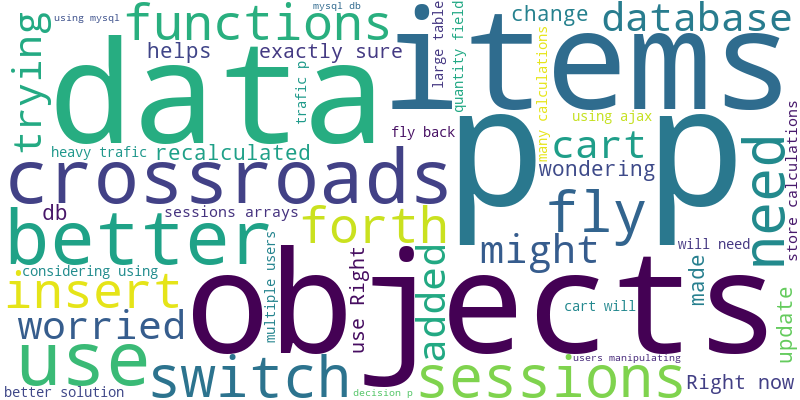 using mysql
mysql db
functions
change
database
trying
helps
exactly sure
large table
quantity field
items
data
trafic p
many calculations
using ajax
fly back
heavy trafic
recalculated
cart
wondering
p p
store calculations
crossroads
need
db
sessions arrays
forth
fly
better
might
will need
considering using
multiple users
use Right
added
made
insert
objects
cart will
worried
update
use
switch
sessions
users manipulating
Right now
better solution
decision p